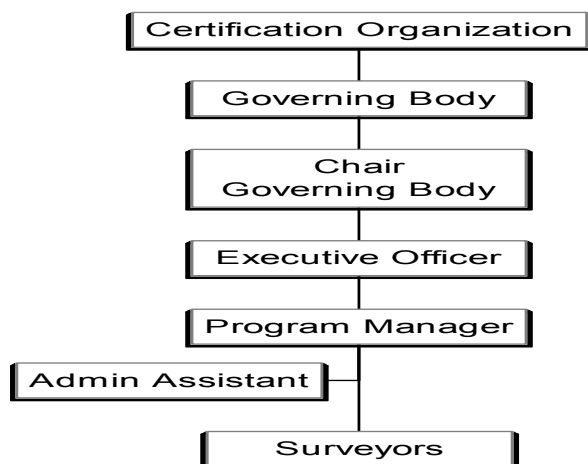 Certification Organization
Governing Body
Chair
Governing Body
Executive Officer
Program Manager
Admin Assistant
Surveyors